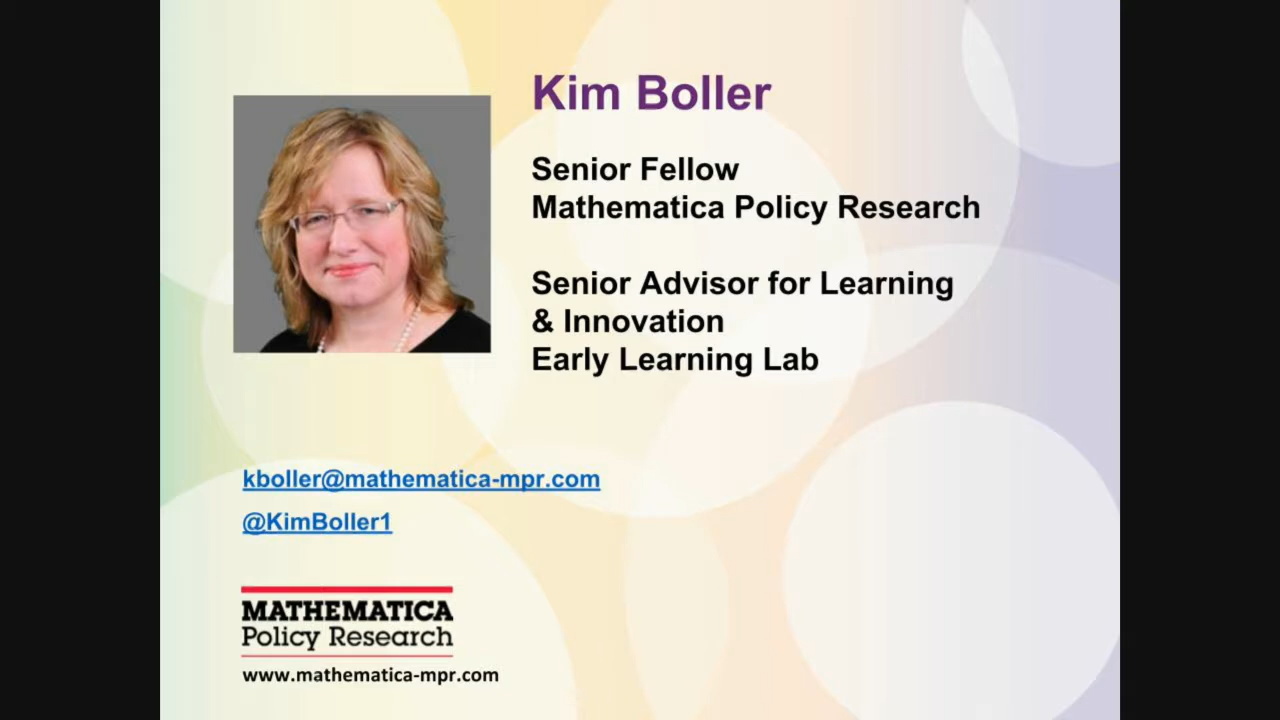 Kim Boller
Senior Fellow
Mathematica Policy Research
Senior Advisor for Learning
& Innovation
Early Learning Lab
kboller@mathematica-mpr.com
@KimBoller1
MATHEMATICA
Policy Research
www.mathematica-mpr.com